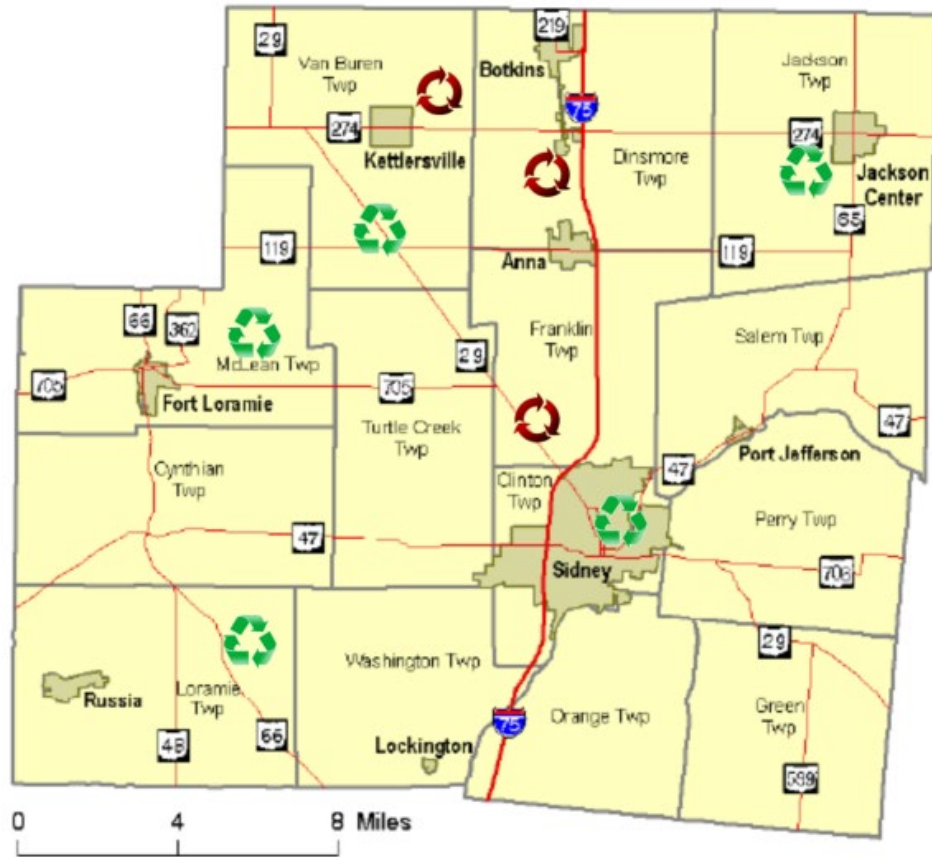 219
29
Van Buren
Twp
Botkins
Jackson
Twp
75
274
Kettlersville
Dinsmore
Twp
274
Jackson
Center
65
119
Anna
119
66
362
Franklin
Twp
Salem Twp
29
McLean Twp
705
705
Fort Loramie
Turtle Creek
Twp
47
Port Jefferson
Cynthian
Twp
Clinton
Twp
47
Perry Twp
47
Sidney
706
29
Washington Twp
Loramie
Twp
Russia
Orange Twp
Green
Twp
75
48
66
Lockington
589
0 4 8 Miles